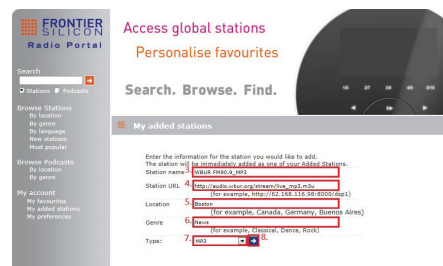 FRONTIER
SILICON
Radio Portal
Search
Stations Podcasts
Browse Stations
By location
By genre
By language
New stations
Most popular
Browse Podcasts
By location
By genre
My account
My favourites
My added stations
My preferences
Access global stations
Personalise favourites
Search. Browse. Find.
My added stations
Enter the information for the station you would like to add.
The station will be immediately added as one of your Added Stations.
Station name 3. WBUR FM90.9_MP3
Station URL 4. http://audio.wbur.org/stream/live_mp3.m3u
(for example, http://62.168.116.98:8000/dsp1)
Location 5. Boston
(for example, Canada, Germany, Buenos Aires)
Genre 6. News
(for example, Classical, Dance, Rock)
Type: 7. MP3 8.